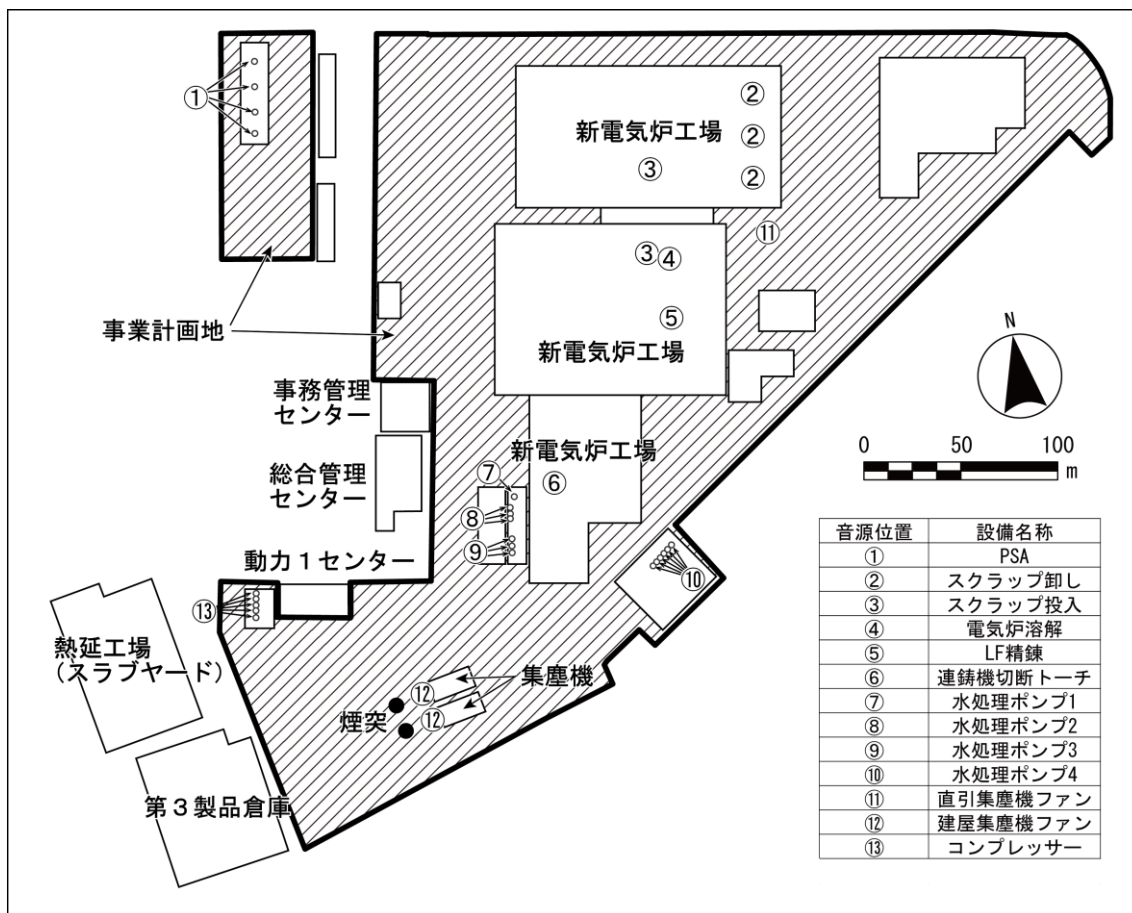 ①
新電気炉工場
②
②
②
③
⑪
③
④
⑤
新電気炉工場
事業計画地
N
事務管理
センター
0 50 100
m
新電気炉工場
総合管理
センター
⑦
⑥
⑧
⑨
動力1センター
⑩
⑬
熱延工場
(スラブヤード)
集塵機
⑫
⑫
煙突
第3製品倉庫
音源位置 設備名称
① PSA
② スクラップ卸し
③ スクラップ投入
④ 電気炉溶解
⑤ LF精錬
⑥ 連鋳機切断トーチ
⑦ 水処理ポンプ1
⑧ 水処理ポンプ2
⑨ 水処理ポンプ3
⑩ 水処理ポンプ4
⑪ 直引集塵機ファン
⑫ 建屋集塵機ファン
⑬ コンプレッサー